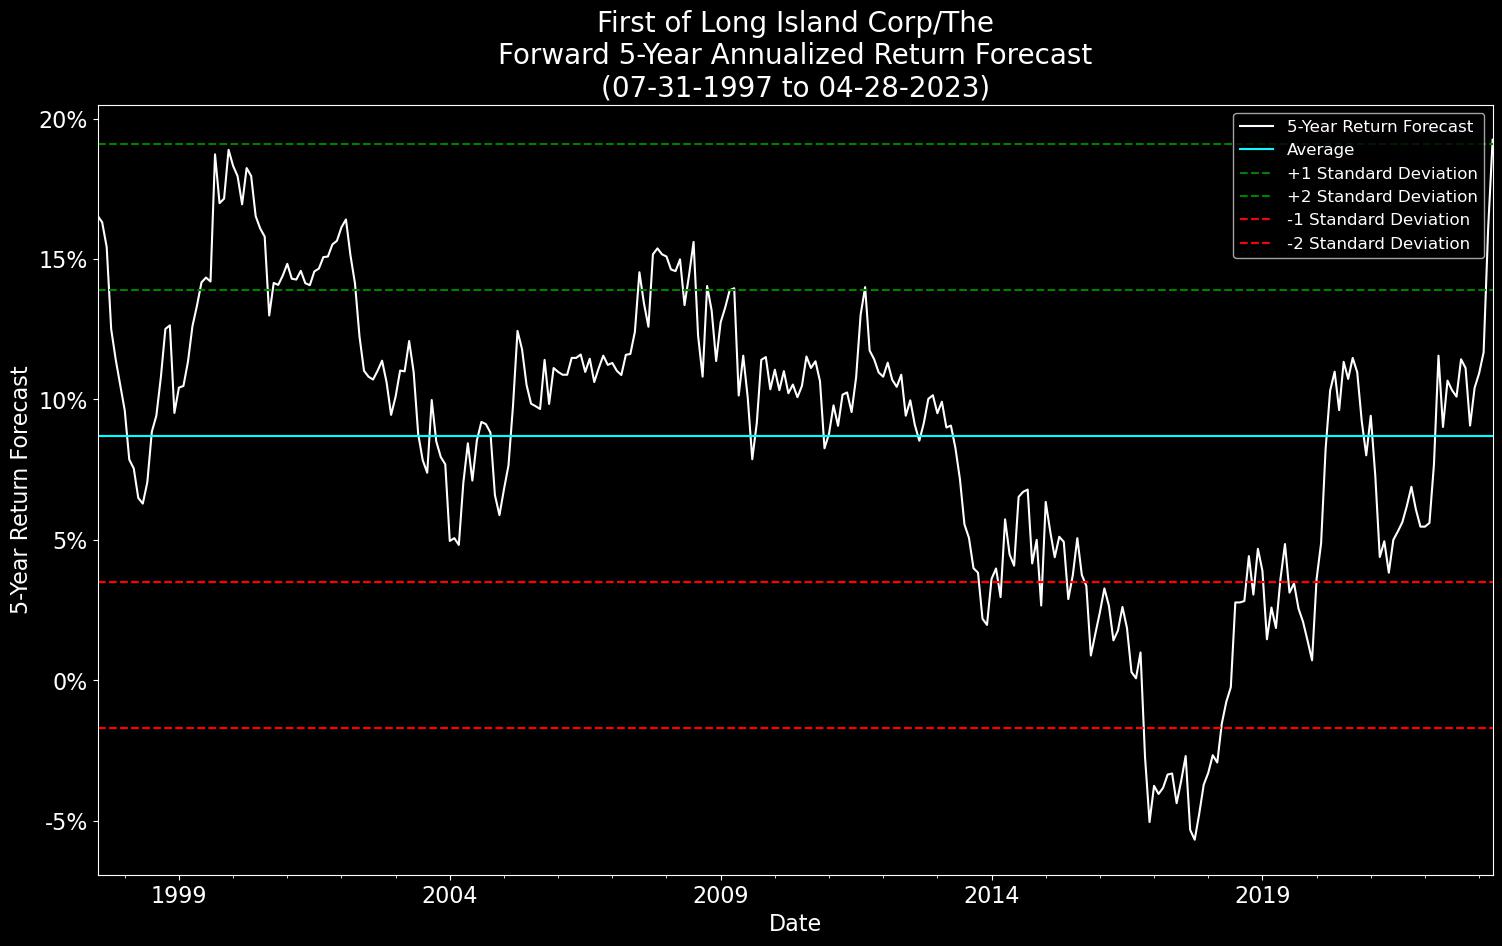 First of Long Island Corp/The
Forward 5-Year Annualized Return Forecast
(07-31-1997 to 04-28-2023)
5-Year Return Forecast
20%
15%
10%
5%
0%
-5%
5-Year Return Forecast
Average
+1 Standard Deviation
+2 Standard Deviation
-1 Standard Deviation
-2 Standard Deviation
1999
2004
2009
2014
2019
Date